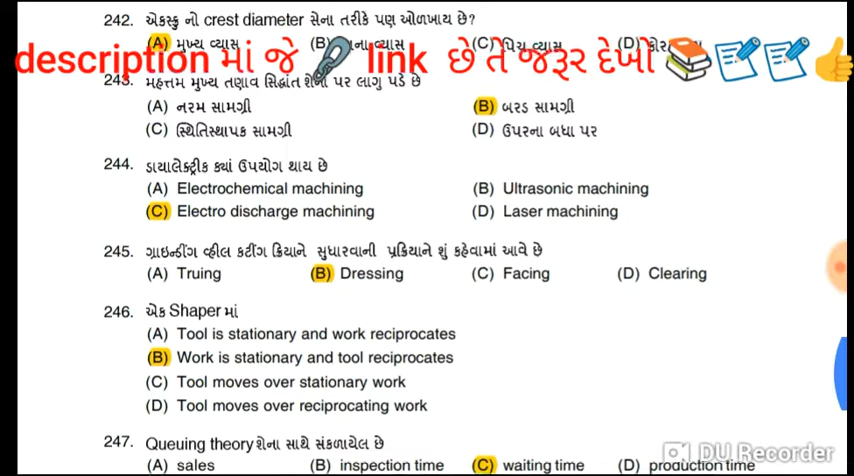 242. એકસ્ક્રુ નો crest diameter સેના તરીકે પણ ઓળખાય છે?
(A) મુખ્ય વ્યાસ (B) નાના વ્યાસ (C) પિચ વ્યાસ (D) કોર
description માં જે link છે તે જરૂર દેખો
243. મહત્તમ મુખ્ય તણાવ સિદ્ધાંત શેના પર લાગુ પડે છે
(A) નરમ સામગ્રી (B) બરડ સામગ્રી
(C) સ્થિતિસ્થાપક સામગ્રી (D) ઉપરના બધા પર
244. ડાયાલેક્ટ્રીક ક્યાં ઉપયોગ થાય છે
(A) Electrochemical machining (B) Ultrasonic machining
(C) Electro discharge machining (D) Laser machining
245. ગ્રાઇન્ડીંગ વ્હીલ કટીંગ ક્રિયાને સુધારવાની પ્રક્રિયાને શું કહેવામાં આવે છે
(A) Truing (B) Dressing (C) Facing (D) Clearing
246. એક Shaper માં
(A) Tool is stationary and work reciprocates
(B) Work is stationary and tool reciprocates
(C) Tool moves over stationary work
(D) Tool moves over reciprocating work
247. Queuing theory શેના સાથે સંકળાયેલ છે
(A) sales (B) inspection time (C) waiting time (D) production time
DU Recorder